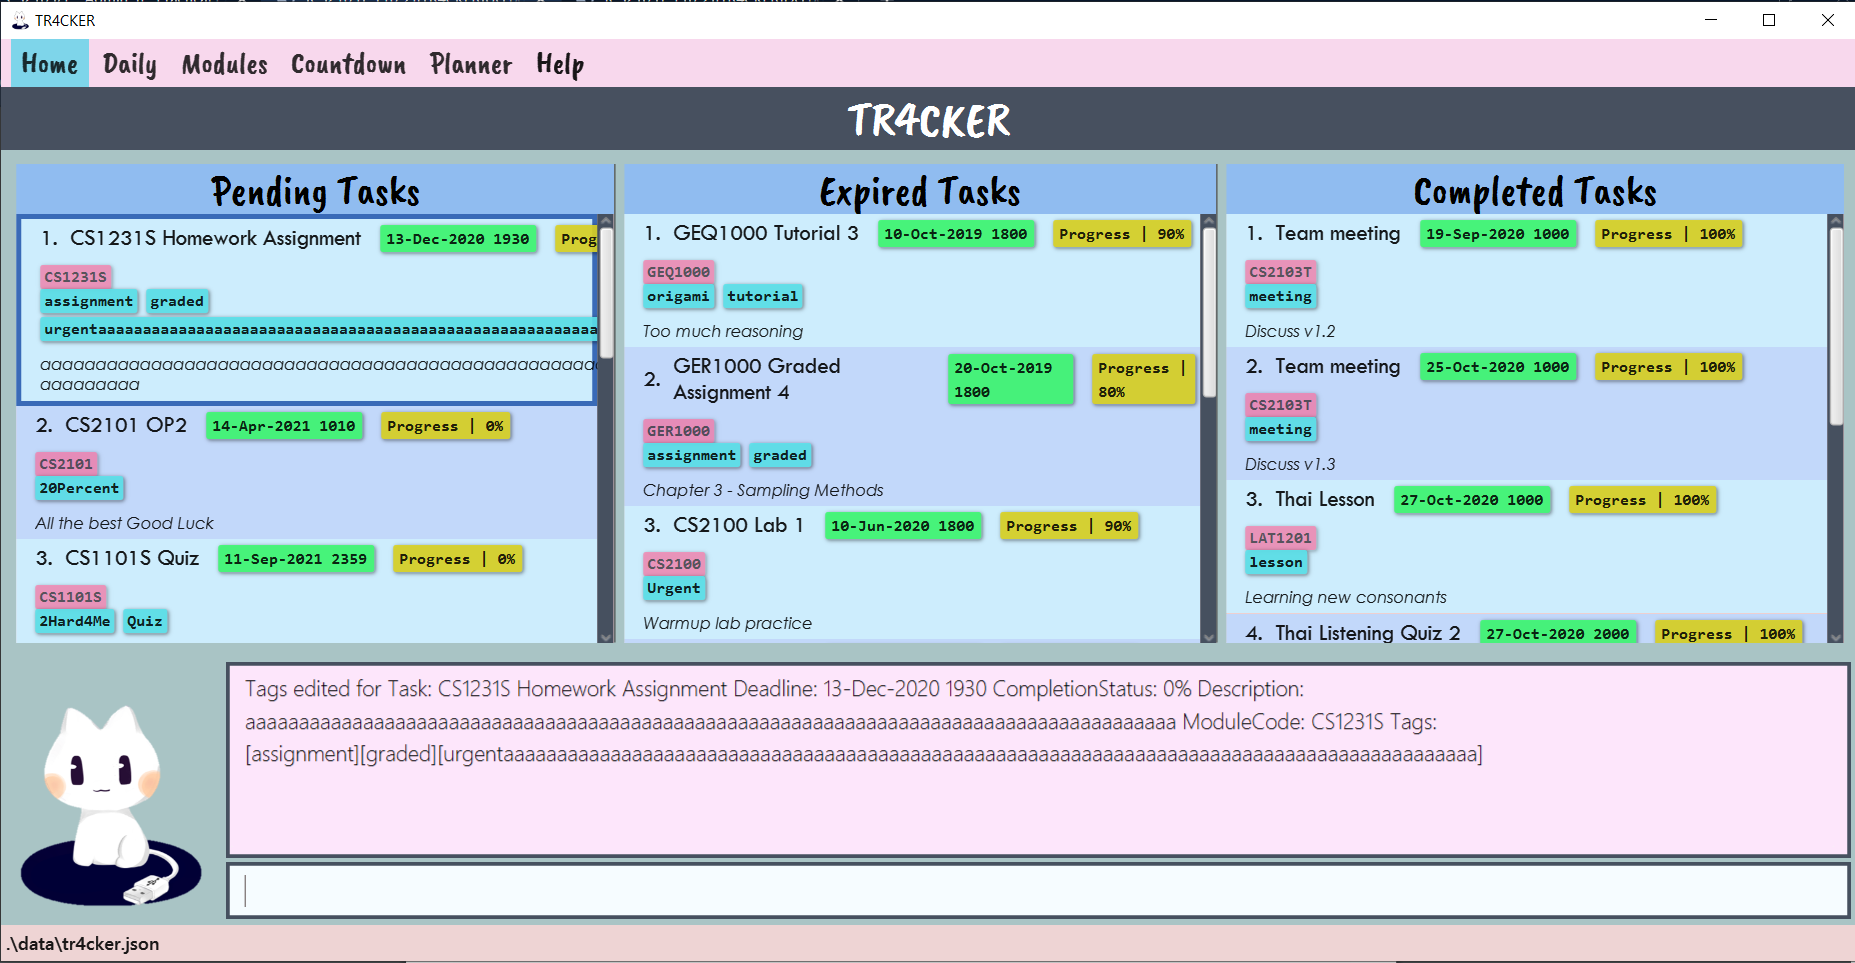 TR4CKER
Home Daily Modules Countdown Planner Help
TR4CKER
Pending Tasks
1. CS1231S Homework Assignment 13-Dec-2020 1930 Prog
CS1231S
assignment graded
2. CS2101 OP2 14-Apr-2021 1010 Progress | 0%
CS2101
20Percent
All the best Good Luck
3. CS1101S Quiz 11-Sep-2021 2359 Progress | 0%
CS1101S
2Hard4Me Quiz
Expired Tasks
1. GEQ1000 Tutorial 3 10-Oct-2019 1800 Progress | 90%
GEQ1000
origami tutorial
Too much reasoning
2. GER1000 Graded Assignment 4 20-Oct-2019 1800 Progress | 80%
GER1000
assignment graded
Chapter 3 - Sampling Methods
3. CS2100 Lab 1 10-Jun-2020 1800 Progress | 90%
CS2100
Urgent
Warmup lab practice
Completed Tasks
1. Team meeting 19-Sep-2020 1000 Progress | 100%
CS2103T
meeting
Discuss v1.2
2. Team meeting 25-Oct-2020 1000 Progress | 100%
CS2103T
meeting
Discuss v1.3
3. Thai Lesson 27-Oct-2020 1000 Progress | 100%
LAT1201
lesson
Learning new consonants
4. Thai Listening Quiz 2 27-Oct-2020 2000 Progress | 100%
Tags edited for Task: CS1231S Homework Assignment Deadline: 13-Dec-2020 1930 CompletionStatus: 0% Description:
ModuleCode: CS1231S Tags:
[assignment][graded]
.\data\tr4cker.json